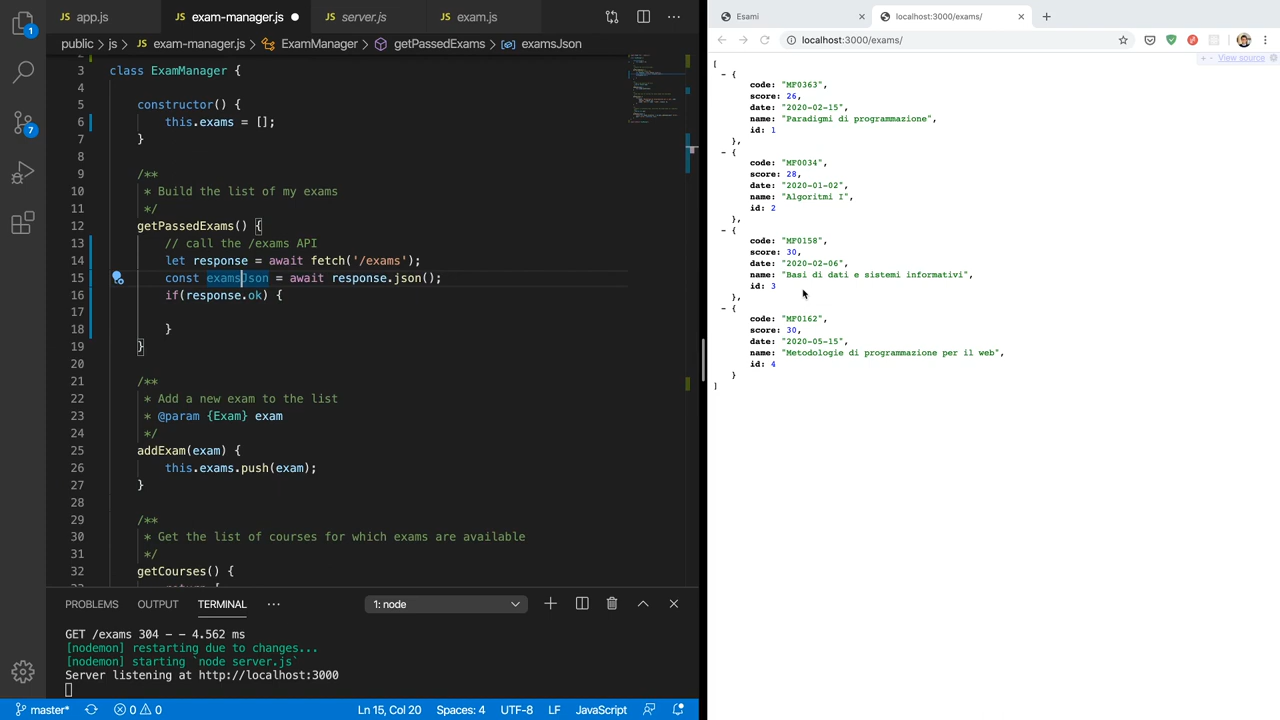 app.js
exam-manager.js
server.js
exam.js
public > js > exam-manager.js > ExamManager > getPassedExams > examsJson
2
3 class ExamManager {
4
5 constructor() {
6 this.exams = [];
7 }
8
9 /**
10 * Build the list of my exams
11 */
12 getPassedExams() {
13 // call the /exams API
14 let response = await fetch('/exams');
15 const examsJson = await response.json();
16 if(response.ok) {
17
18 }
19 }
20
21 /**
22 * Add a new exam to the list
23 * @param {Exam} exam
24 */
25 addExam(exam) {
26 this.exams.push(exam);
27 }
28
29 /**
30 * Get the list of courses for which exams are available
31 */
32 getCourses() {
1
7
PROBLEMS OUTPUT TERMINAL ··· 1: node
GET /exams 304 - - 4.562 ms
[nodemon] restarting due to changes...
[nodemon] starting `node server.js`
Server listening at http://localhost:3000
master* 0 0 Ln 15, Col 20 Spaces: 4 UTF-8 LF JavaScript
Esami
localhost:3000/exams/
localhost:3000/exams/
+ - View source
[
- {
code: "MF0363",
score: 26,
date: "2020-02-15",
name: "Paradigmi di programmazione",
id: 1
},
- {
code: "MF0034",
score: 28,
date: "2020-01-02",
name: "Algoritmi I",
id: 2
},
- {
code: "MF0158",
score: 30,
date: "2020-02-06",
name: "Basi di dati e sistemi informativi",
id: 3
},
- {
code: "MF0162",
score: 30,
date: "2020-05-15",
name: "Metodologie di programmazione per il web",
id: 4
}
]